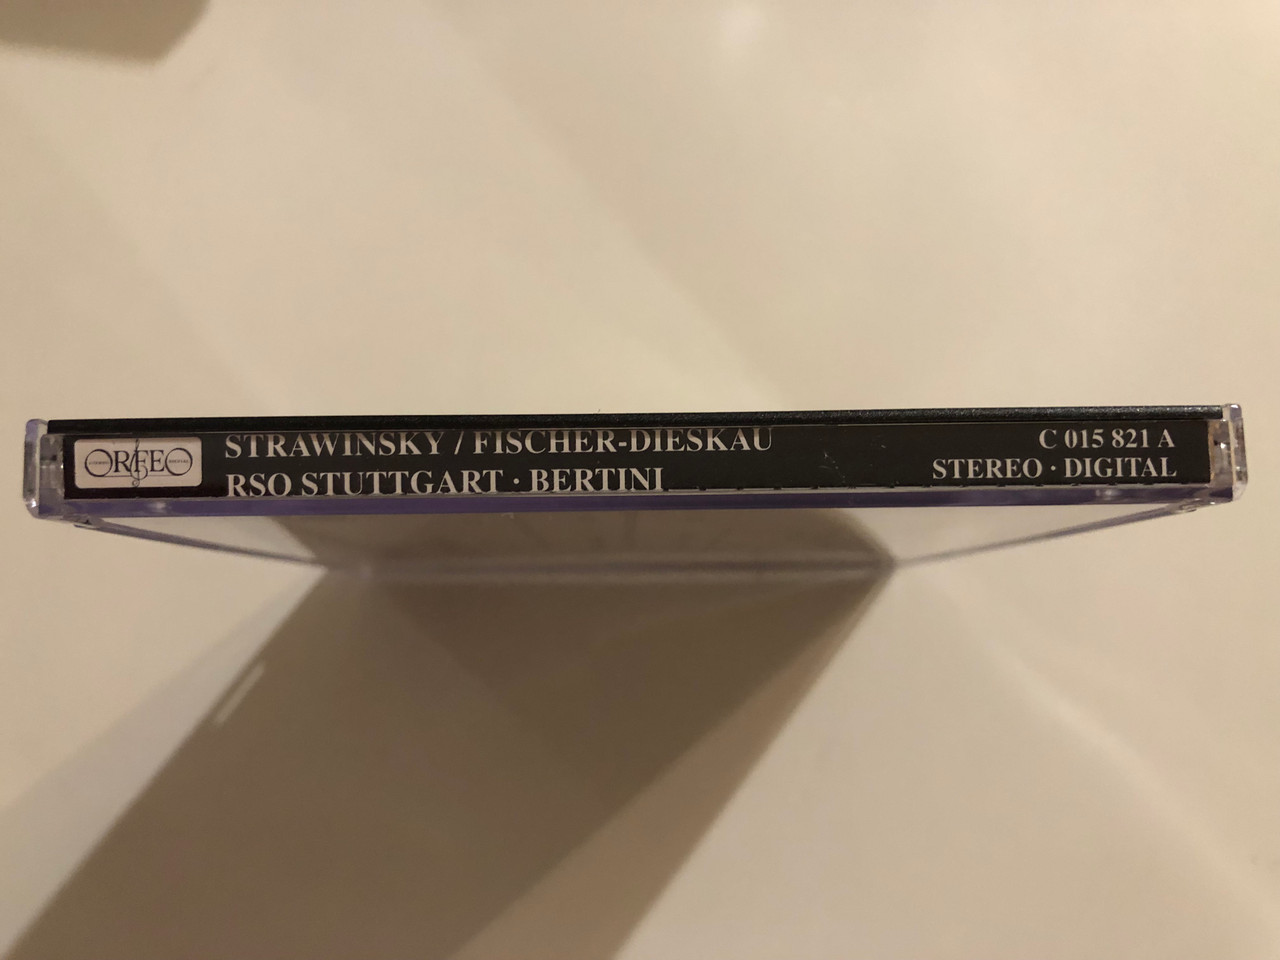 ORFEO
STRAWINSKY / FISCHER-DIESKAU
RSO STUTTGART · BERTINI
C 015 821 A
STEREO · DIGITAL